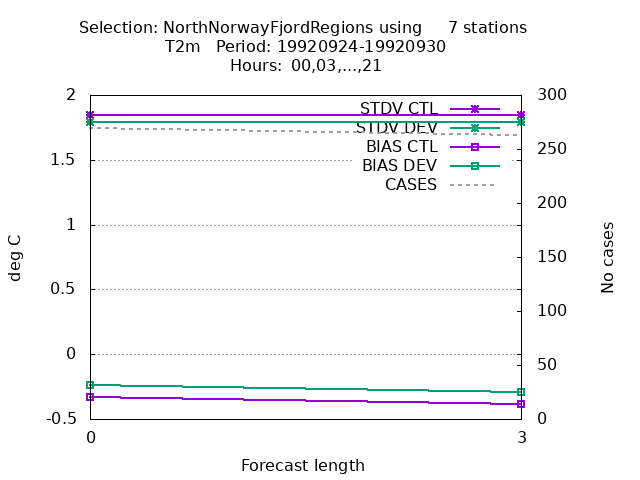 Selection: NorthNorwayFjordRegions using     7 stations
T2m   Period: 19920924-19920930
Hours:  00,03,...,21
2
300
STDV CTL
STDV DEV
BIAS CTL
BIAS DEV
CASES
1.5
1
0.5
0
-0.5
250
200
150
100
50
0
deg C
No cases
0
3
Forecast length